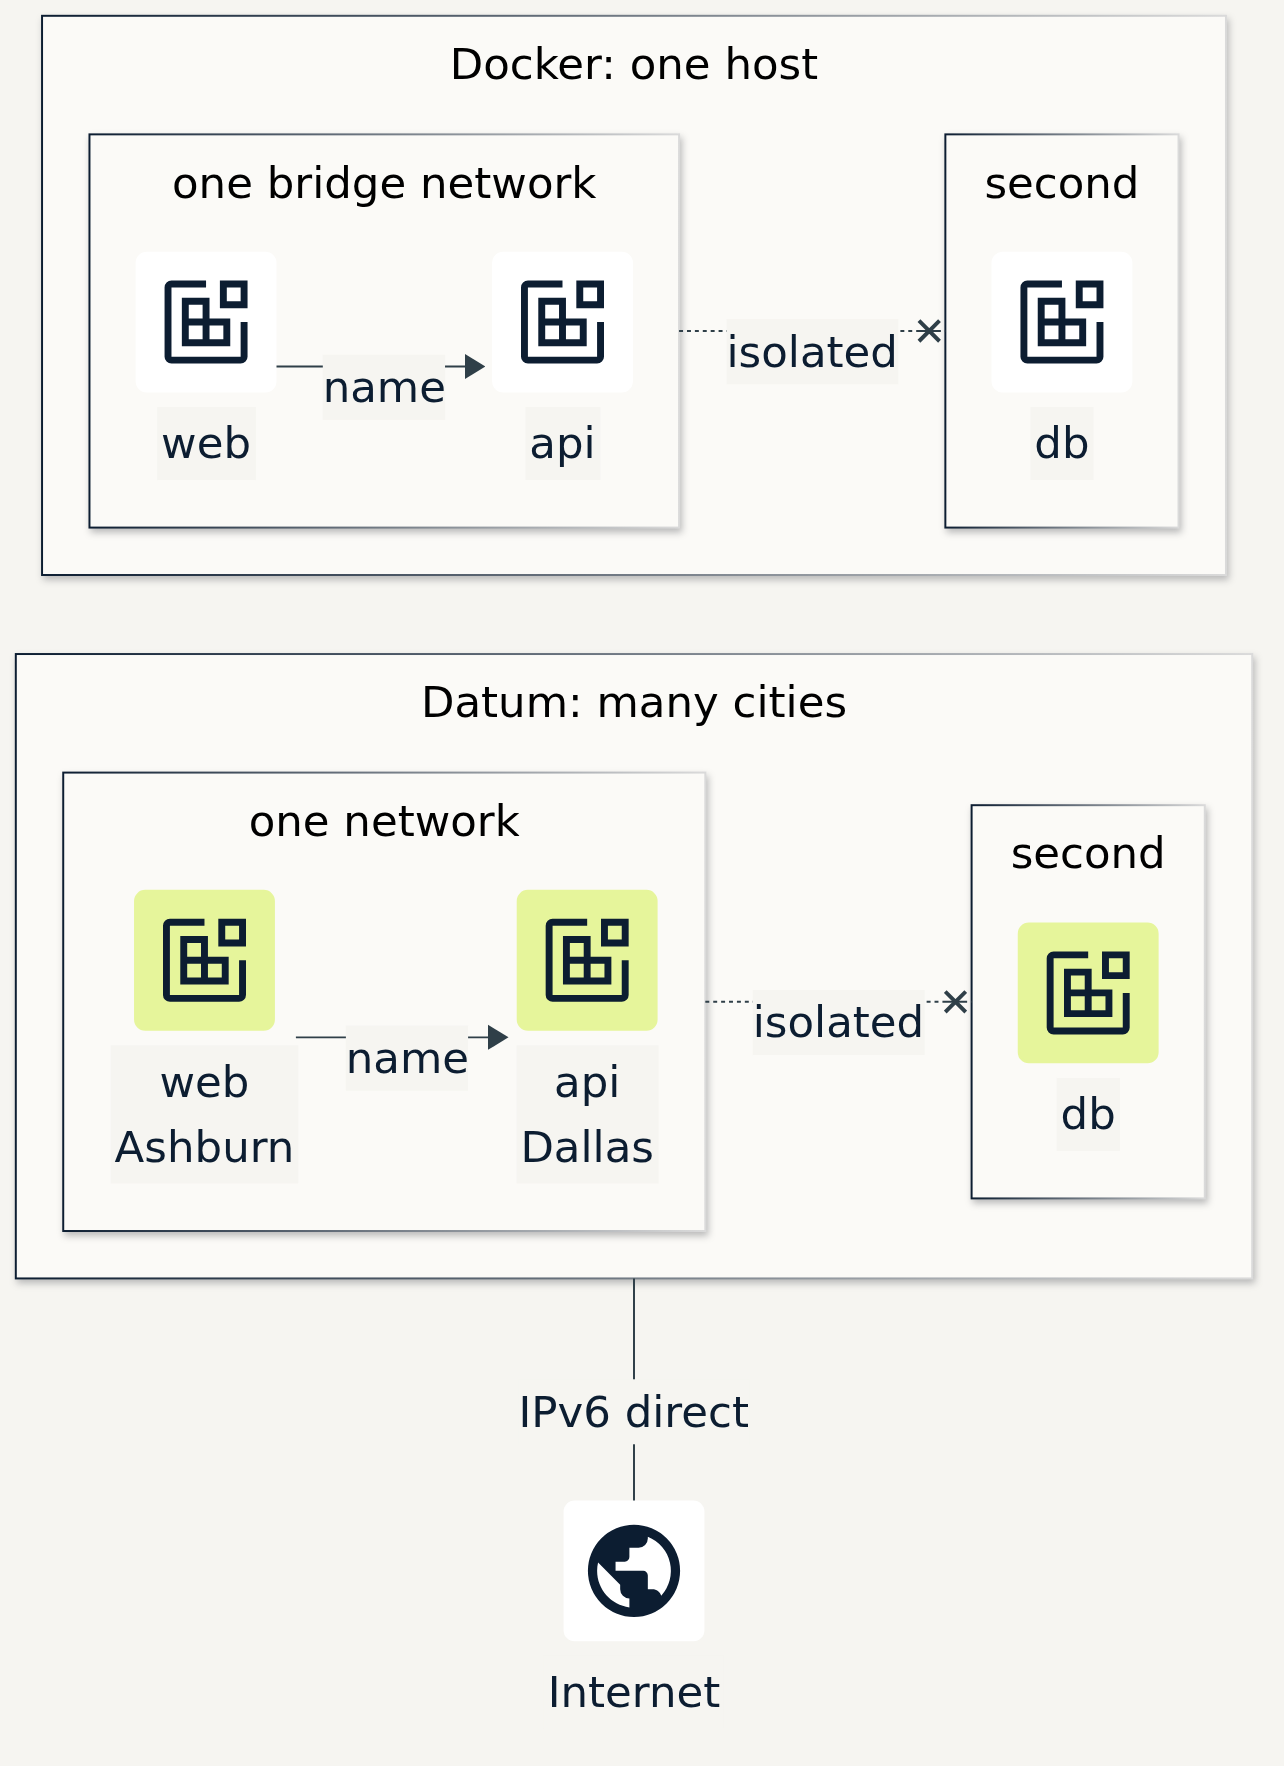 Docker: one host
one bridge network
second
name
isolated
web
api
db
Datum: many cities
one network
second
isolated
name
web
Ashburn
api
Dallas
db
IPv6 direct
Internet